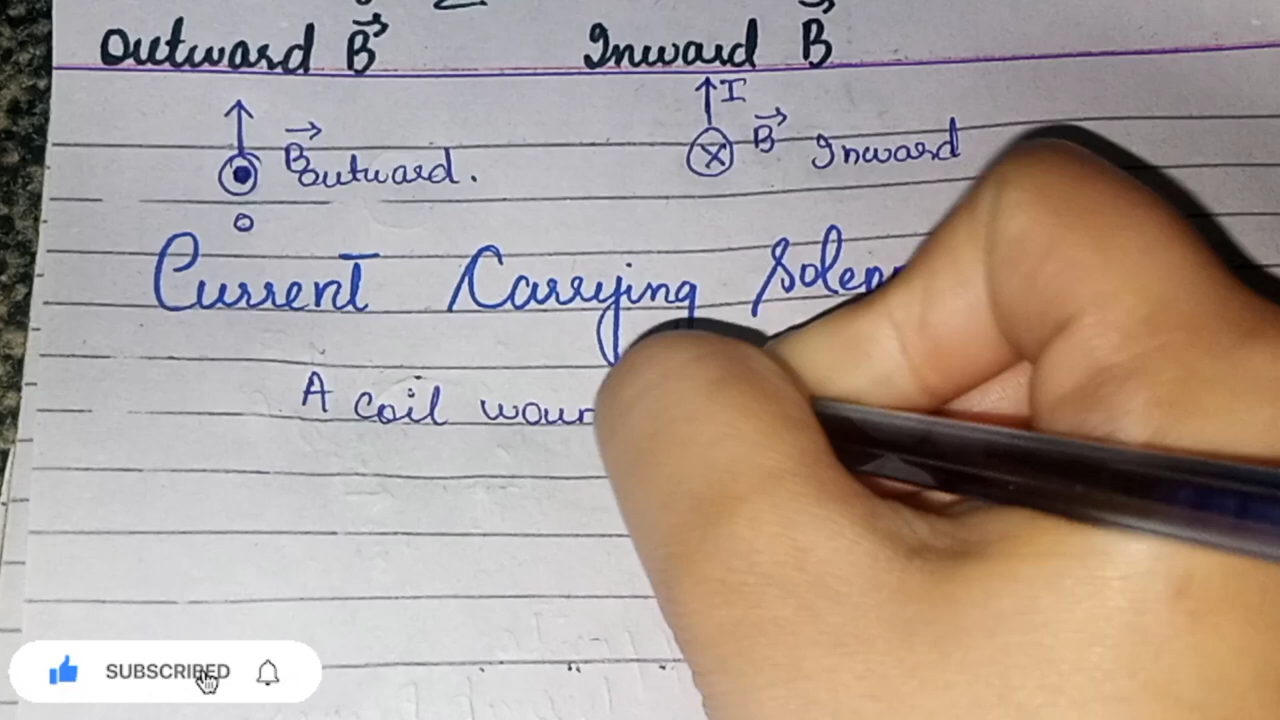 Outward B⃗ Inward B⃗
I
B⃗ outward. B⃗ Inward
Current Carrying
A coil
SUBSCRIBED